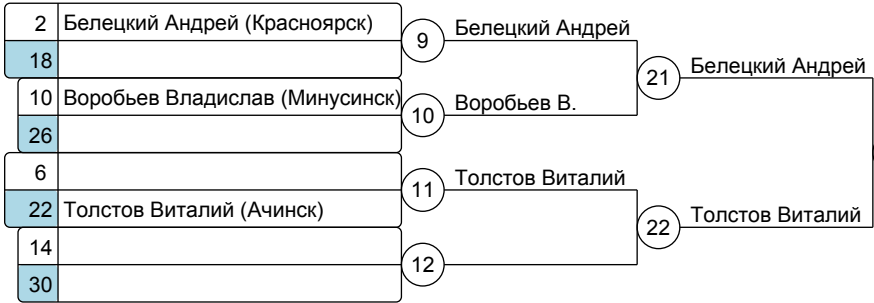 2 Белецкий Андрей (Красноярск)
18
9 Белецкий Андрей
10 Воробьев Владислав (Минусинск)
26
10 Воробьев В.
21 Белецкий Андрей
6
22 Толстов Виталий (Ачинск)
11 Толстов Виталий
14
30
12
22 Толстов Виталий